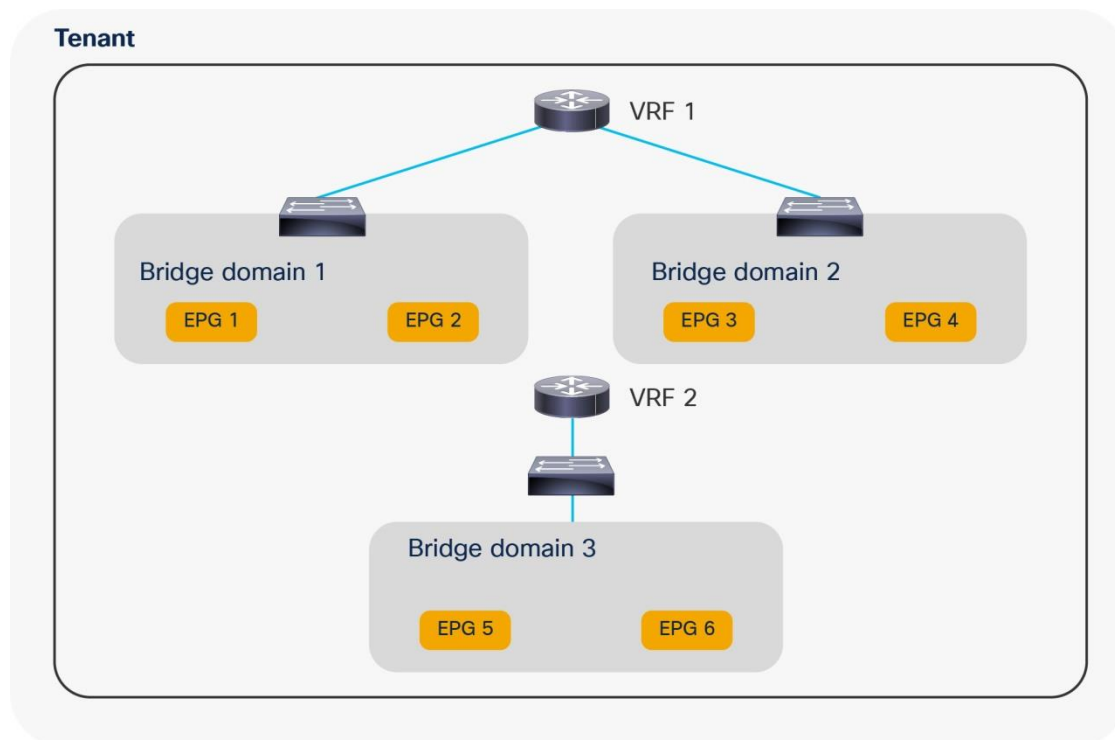 Tenant
VRF 1
Bridge domain 1
EPG 1
EPG 2
Bridge domain 2
EPG 3
EPG 4
VRF 2
Bridge domain 3
EPG 5
EPG 6